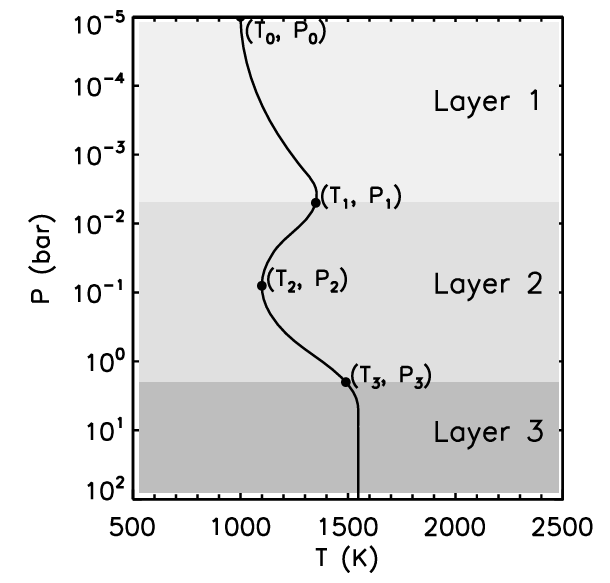 10⁻⁵
(T₀, P₀)
10⁻⁴
Layer 1
10⁻³
(T₁, P₁)
10⁻²
P (bar)
(T₂, P₂)
Layer 2
10⁻¹
10⁰
(T₃, P₃)
10¹
Layer 3
10²
500 1000 1500 2000 2500
T (K)